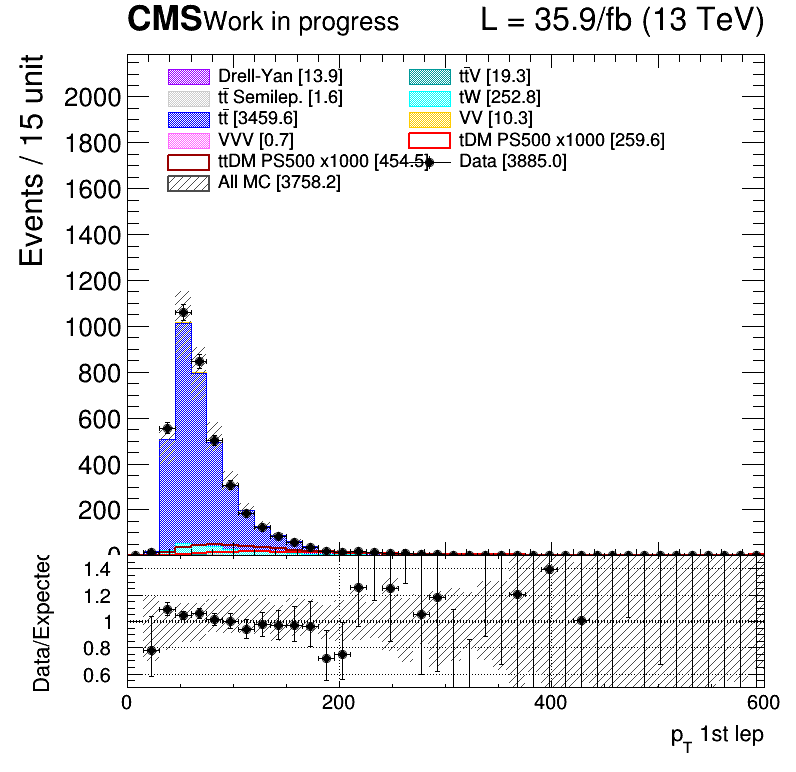 CMS Work in progress L = 35.9/fb (13 TeV)
Drell-Yan [13.9] tt̄V [19.3]
tt̄ Semilep. [1.6] tW [252.8]
tt̄ [3459.6] VV [10.3]
VVV [0.7] tDM PS500 x1000 [259.6]
ttDM PS500 x1000 [454.5] Data [3885.0]
All MC [3758.2]
Events / 15 unit
2000
1800
1600
1400
1200
1000
800
600
400
200
0
Data/Expected
1.4
1.2
1
0.8
0.6
0 200 400 600
p_T 1st lep